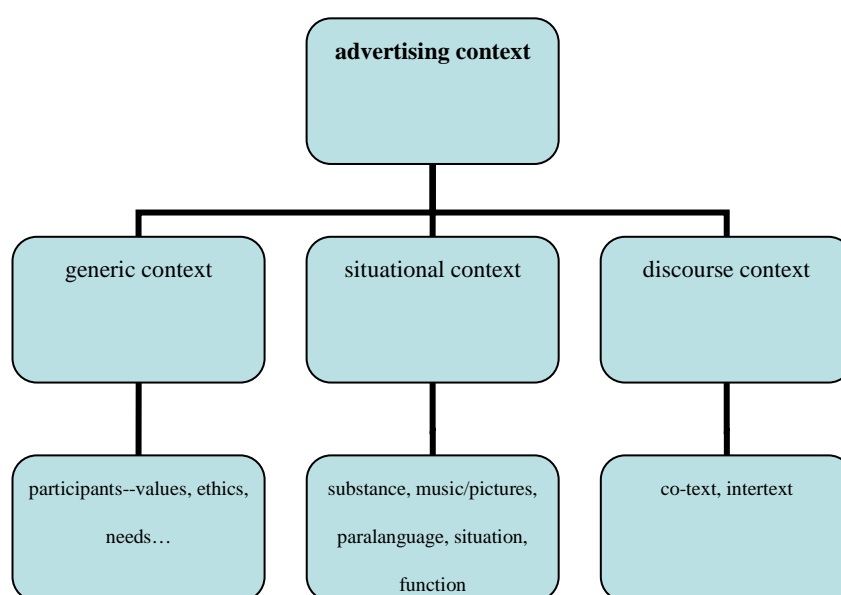 advertising context
generic context
situational context
discourse context
participants--values, ethics,
needs…
substance, music/pictures,
paralanguage, situation,
function
co-text, intertext